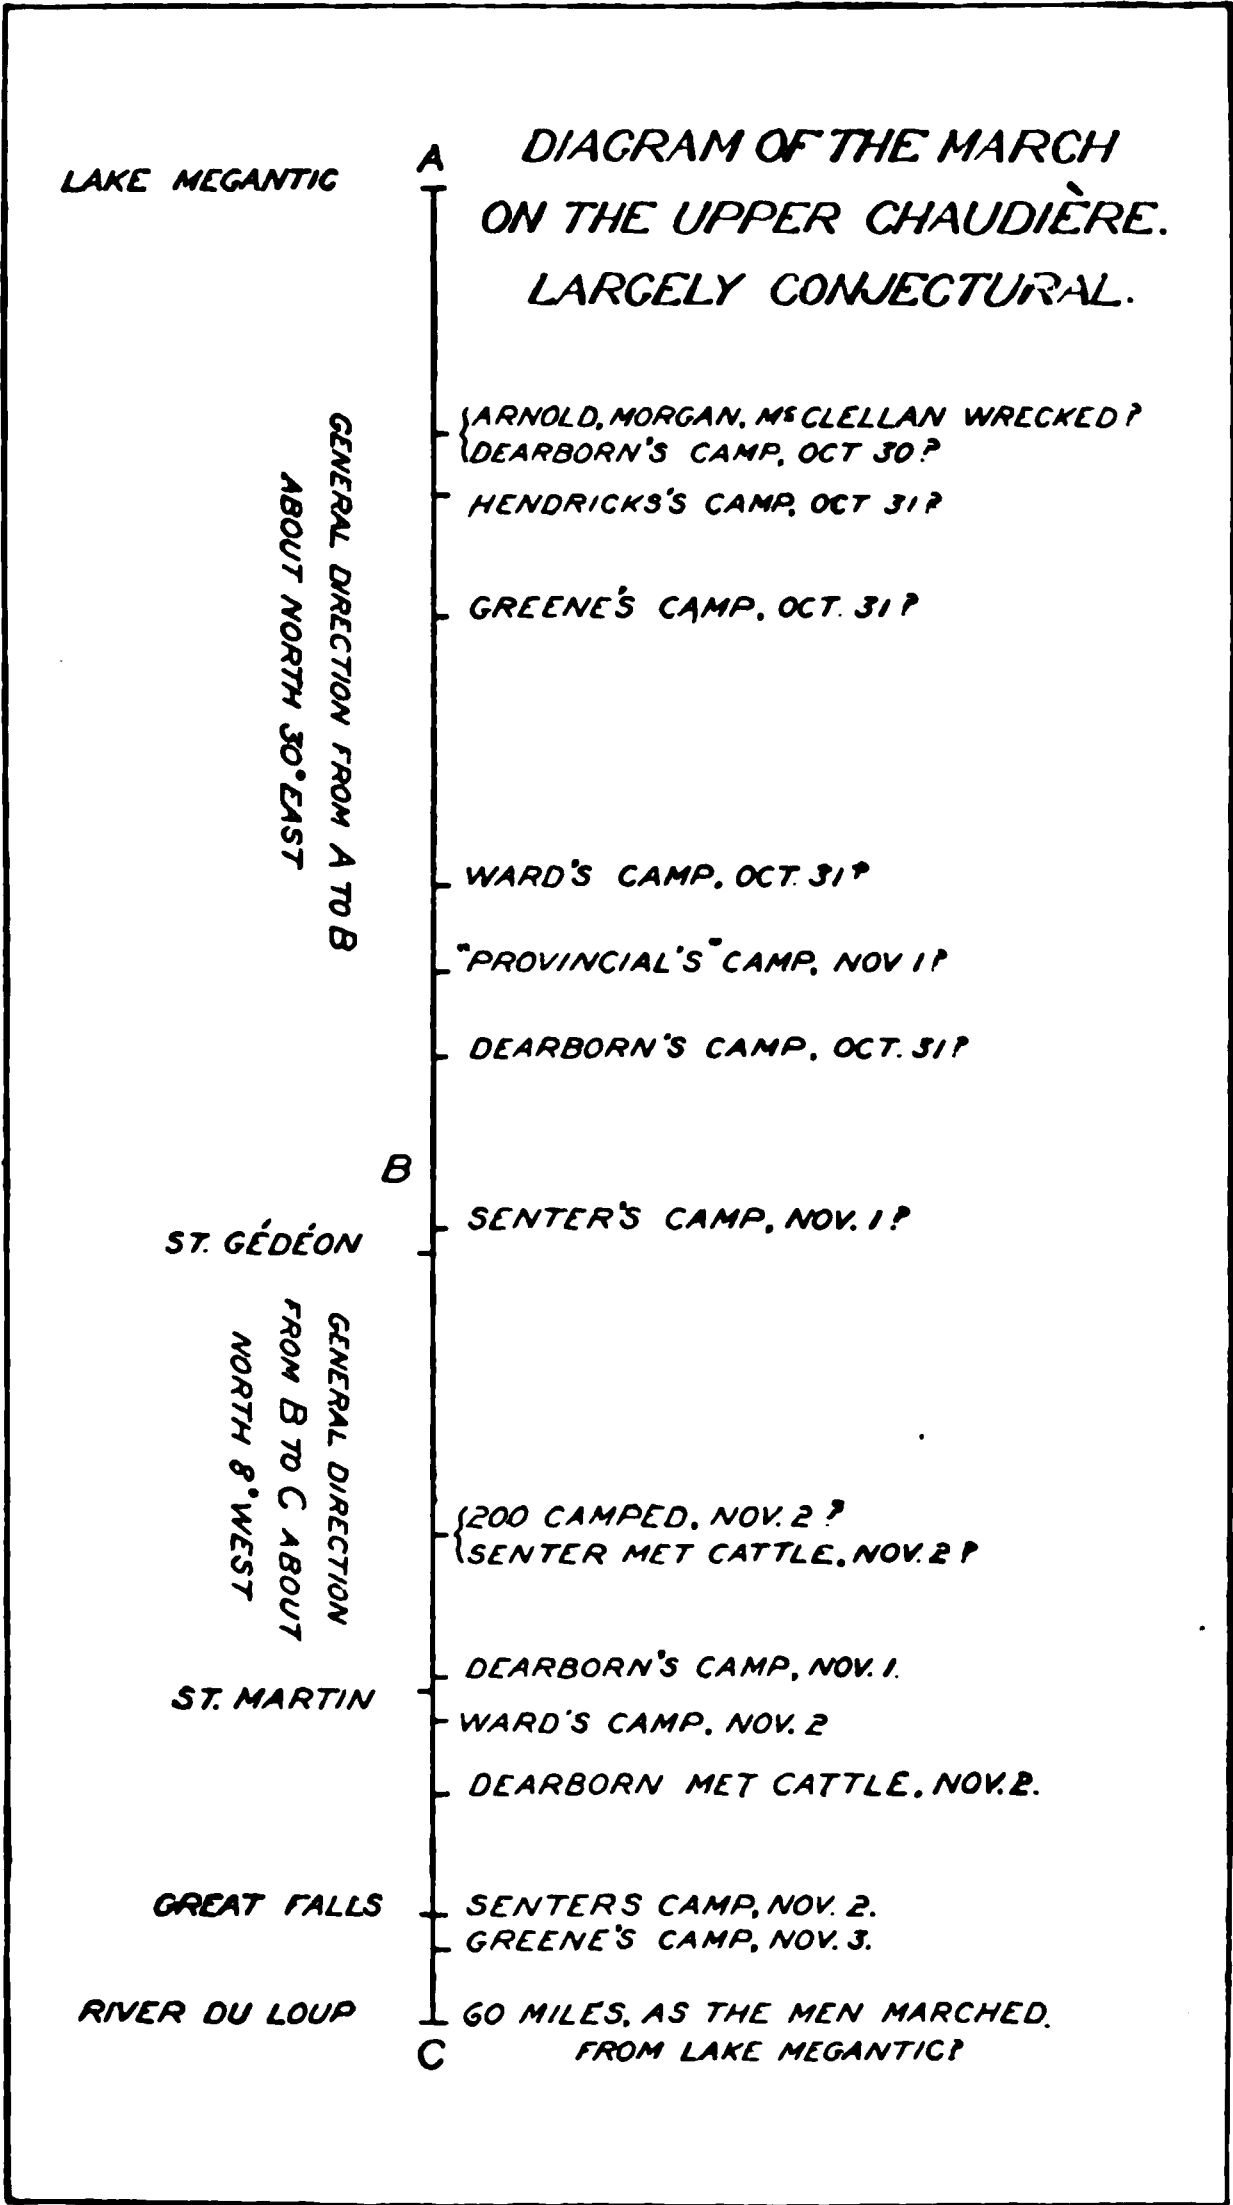 DIAGRAM OF THE MARCH
ON THE UPPER CHAUDIÈRE.
LARGELY CONJECTURAL.
A
LAKE MEGANTIC
ARNOLD, MORGAN, McCLELLAN WRECKED?
DEARBORN'S CAMP, OCT 30?
HENDRICKS'S CAMP, OCT 31?
GREENE'S CAMP, OCT. 31?
GENERAL DIRECTION FROM A TO B
ABOUT NORTH 30° EAST
WARD'S CAMP, OCT. 31?
"PROVINCIAL'S" CAMP, NOV 1?
DEARBORN'S CAMP, OCT. 31?
B
SENTER'S CAMP, NOV. 1?
ST. GÉDÉON
GENERAL DIRECTION
FROM B TO C ABOUT
NORTH 8° WEST
200 CAMPED, NOV. 2?
SENTER MET CATTLE, NOV. 2?
DEARBORN'S CAMP, NOV. 1.
ST. MARTIN
WARD'S CAMP, NOV. 2
DEARBORN MET CATTLE, NOV. 2.
GREAT FALLS
SENTERS CAMP, NOV. 2.
GREENE'S CAMP, NOV. 3.
RIVER DU LOUP
60 MILES, AS THE MEN MARCHED,
FROM LAKE MEGANTIC?
C